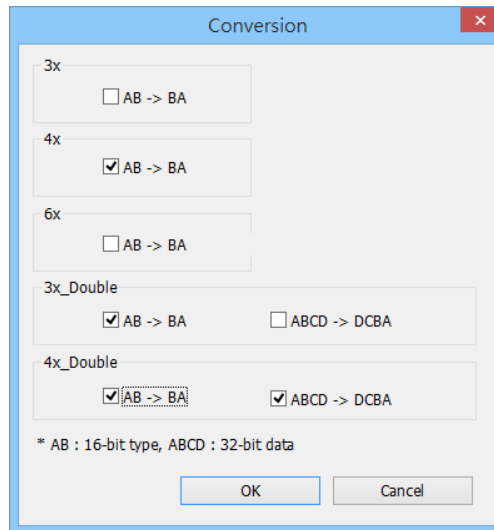 Conversion
3x
AB -> BA
4x
AB -> BA
6x
AB -> BA
3x_Double
AB -> BA ABCD -> DCBA
4x_Double
AB -> BA ABCD -> DCBA
* AB : 16-bit type, ABCD : 32-bit data
OK Cancel